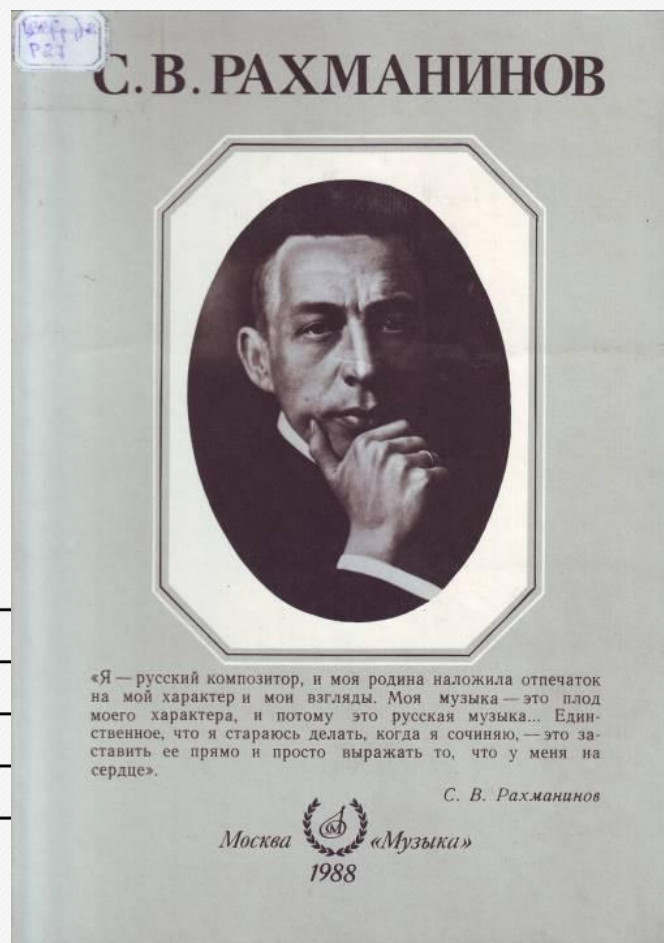 Р27
С. В. РАХМАНИНОВ
«Я — русский композитор, и моя родина наложила отпечаток
на мой характер и мои взгляды. Моя музыка — это плод
моего характера, и потому это русская музыка... Един-
ственное, что я стараюсь делать, когда я сочиняю, — это за-
ставить ее прямо и просто выражать то, что у меня на
сердце».
С. В. Рахманинов
Москва «Музыка»
1988